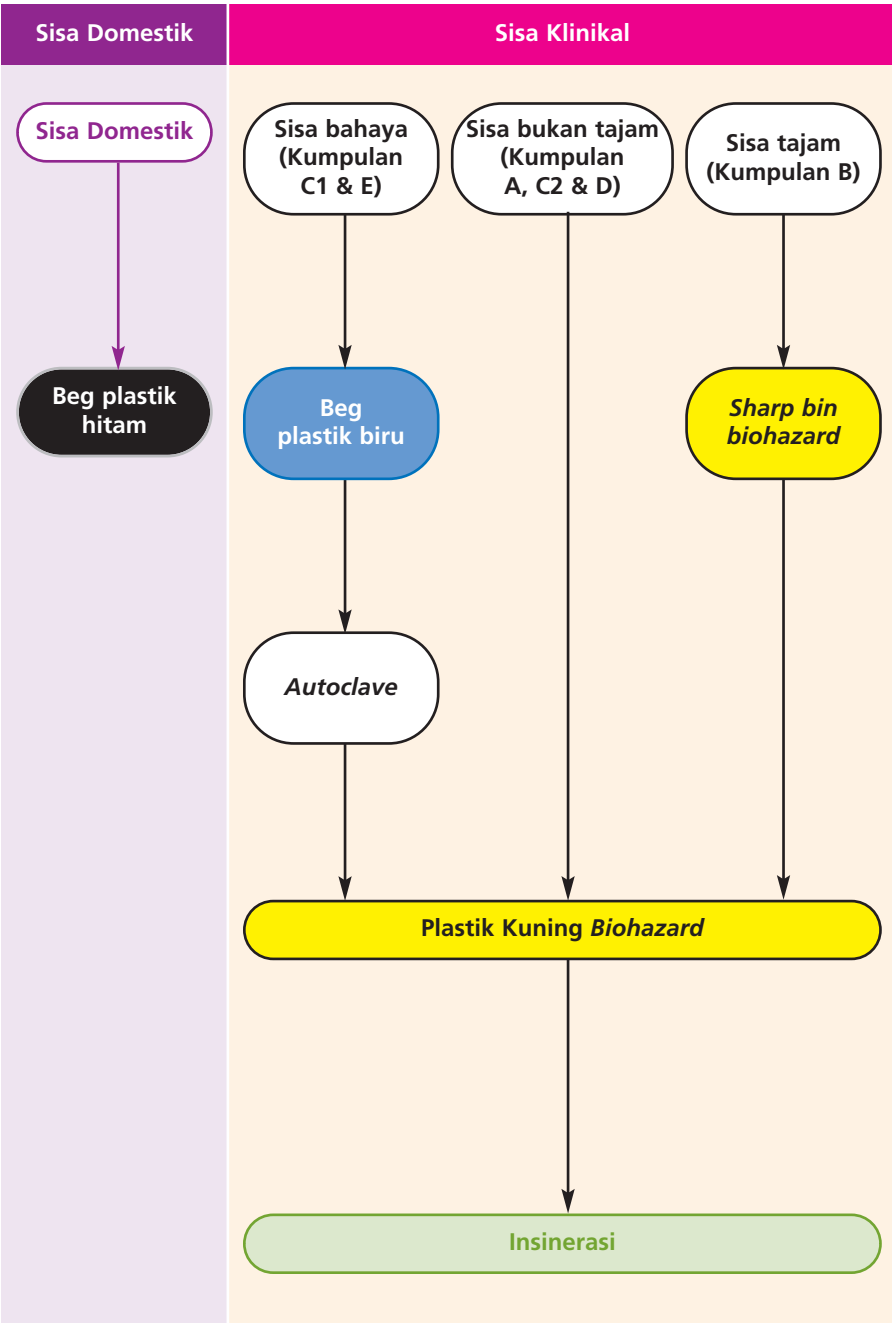 Sisa Domestik
Sisa Klinikal
Sisa Domestik
Sisa bahaya
(Kumpulan
C1 & E)
Sisa bukan tajam
(Kumpulan
A, C2 & D)
Sisa tajam
(Kumpulan B)
Beg plastik
hitam
Beg
plastik biru
Sharp bin
biohazard
Autoclave
Plastik Kuning Biohazard
Insinerasi